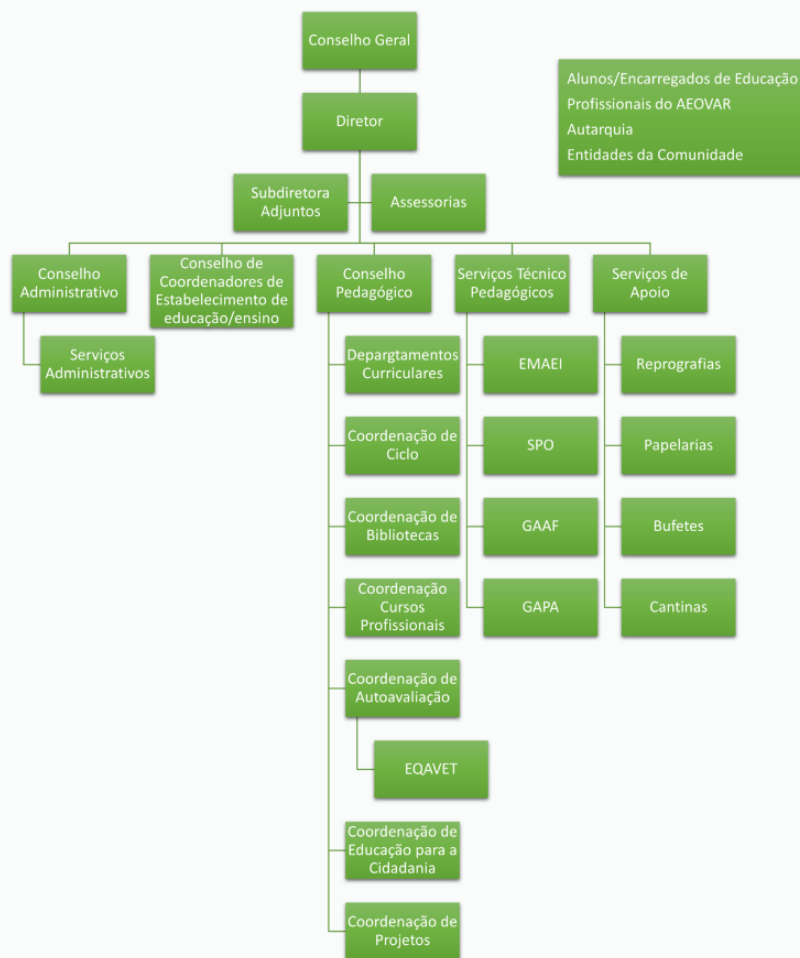 Conselho Geral
Alunos/Encarregados de Educação
Profissionais do AEOVAR
Autarquia
Entidades da Comunidade
Diretor
Subdiretora
Adjuntos
Assessorias
Conselho
Administrativo
Conselho de
Coordenadores de
Estabelecimento de
educação/ensino
Conselho
Pedagógico
Serviços Técnico
Pedagógicos
Serviços de
Apoio
Serviços
Administrativos
Depargtamentos
Curriculares
EMAEI
Reprografias
Coordenação de
Ciclo
SPO
Papelarias
Coordenação de
Bibliotecas
GAAF
Bufetes
Coordenação
Cursos
Profissionais
GAPA
Cantinas
Coordenação de
Autoavaliação
EQAVET
Coordenação de
Educação para a
Cidadania
Coordenação de
Projetos